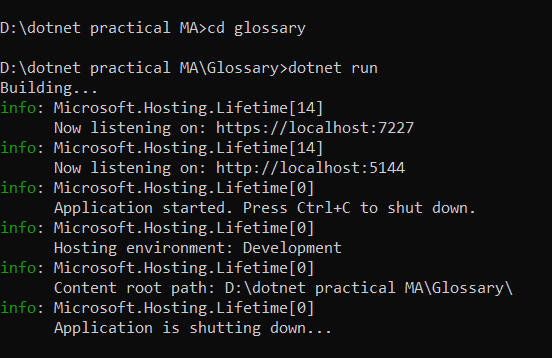 D:\dotnet practical MA>cd glossary
D:\dotnet practical MA\Glossary>dotnet run
Building...
info: Microsoft.Hosting.Lifetime[14]
Now listening on: https://localhost:7227
info: Microsoft.Hosting.Lifetime[14]
Now listening on: http://localhost:5144
info: Microsoft.Hosting.Lifetime[0]
Application started. Press Ctrl+C to shut down.
info: Microsoft.Hosting.Lifetime[0]
Hosting environment: Development
info: Microsoft.Hosting.Lifetime[0]
Content root path: D:\dotnet practical MA\Glossary\
info: Microsoft.Hosting.Lifetime[0]
Application is shutting down...